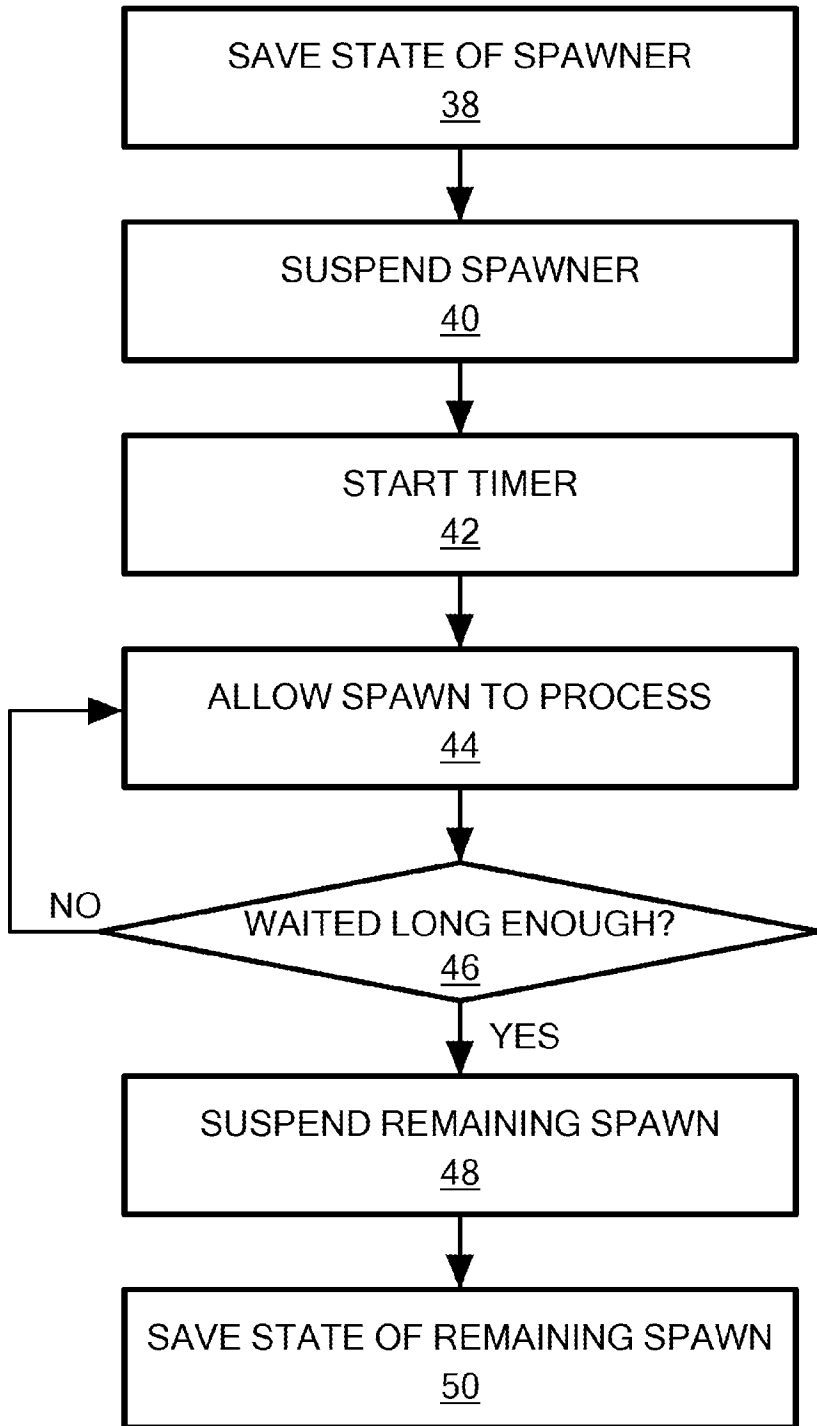 SAVE STATE OF SPAWNER
38
SUSPEND SPAWNER
40
START TIMER
42
ALLOW SPAWN TO PROCESS
44
WAITED LONG ENOUGH?
46
NO
YES
SUSPEND REMAINING SPAWN
48
SAVE STATE OF REMAINING SPAWN
50